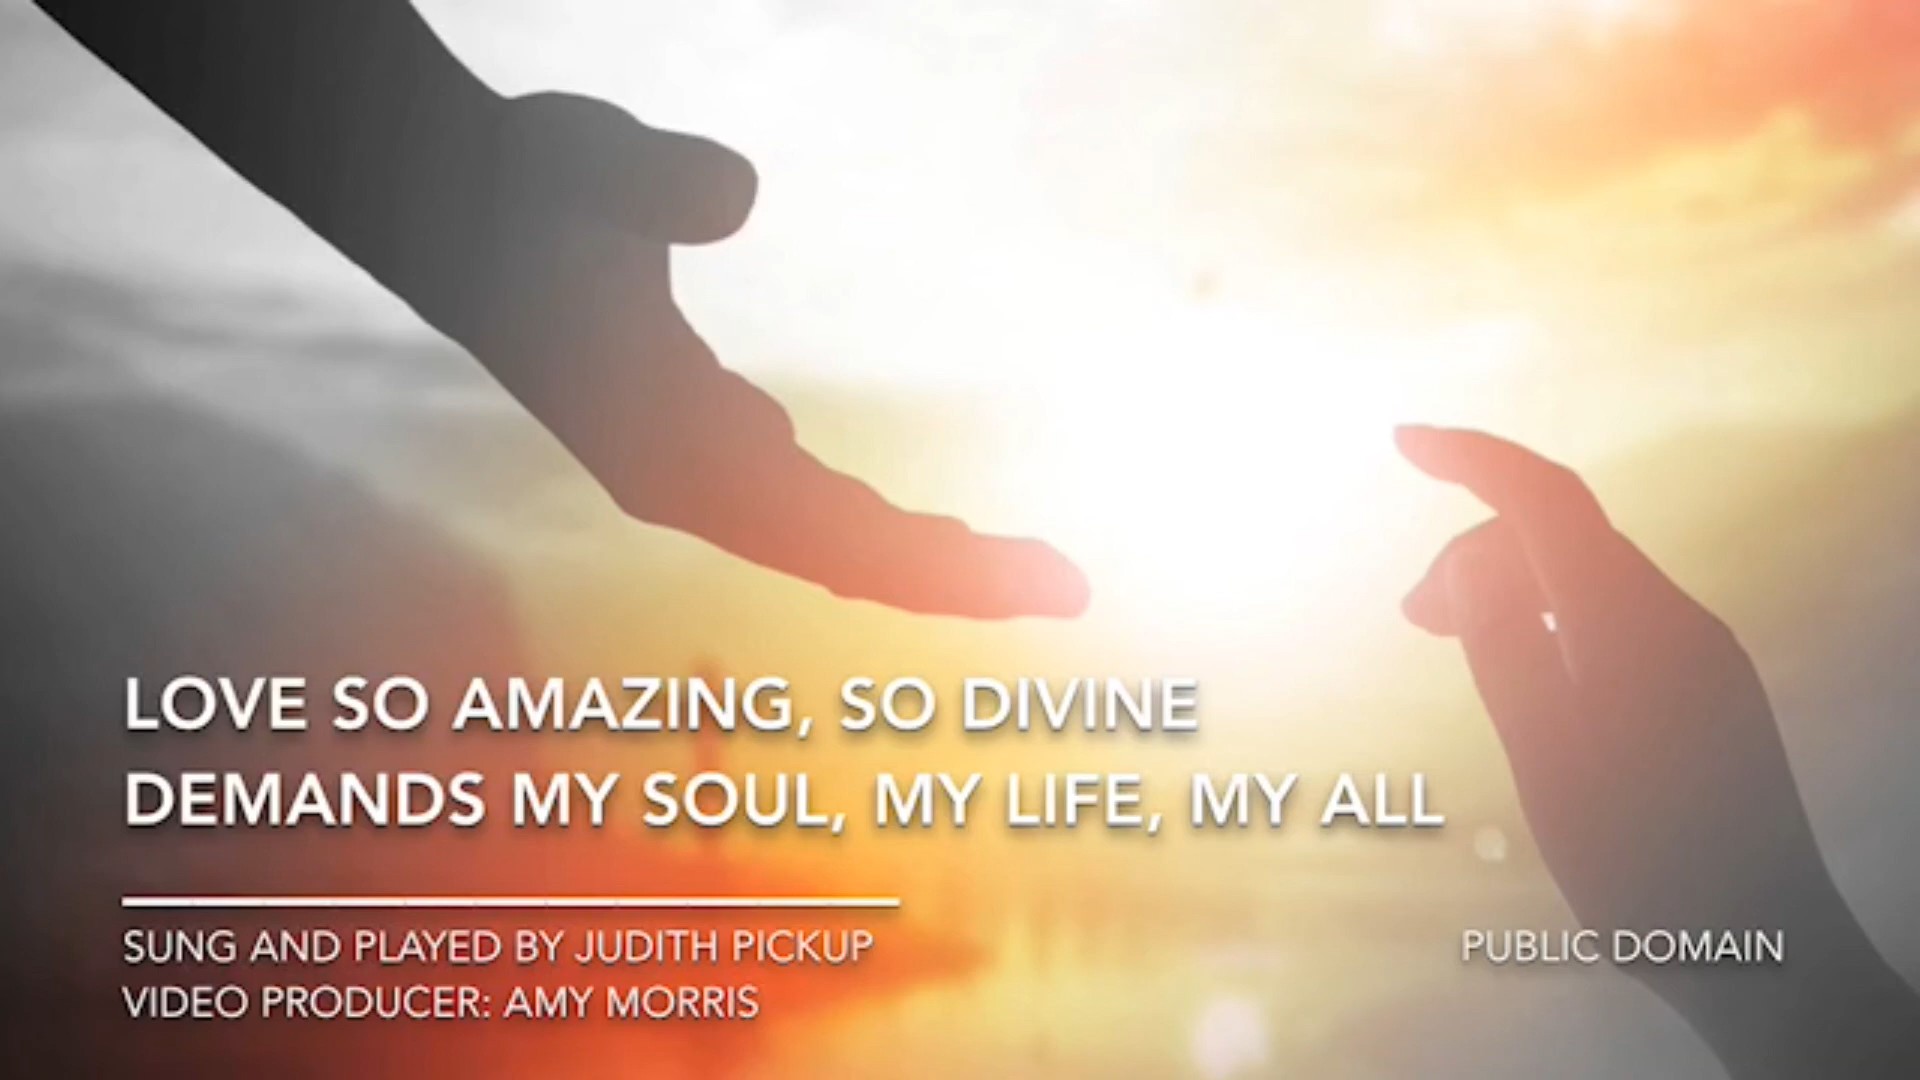 LOVE SO AMAZING, SO DIVINE
DEMANDS MY SOUL, MY LIFE, MY ALL
SUNG AND PLAYED BY JUDITH PICKUP
VIDEO PRODUCER: AMY MORRIS
PUBLIC DOMAIN